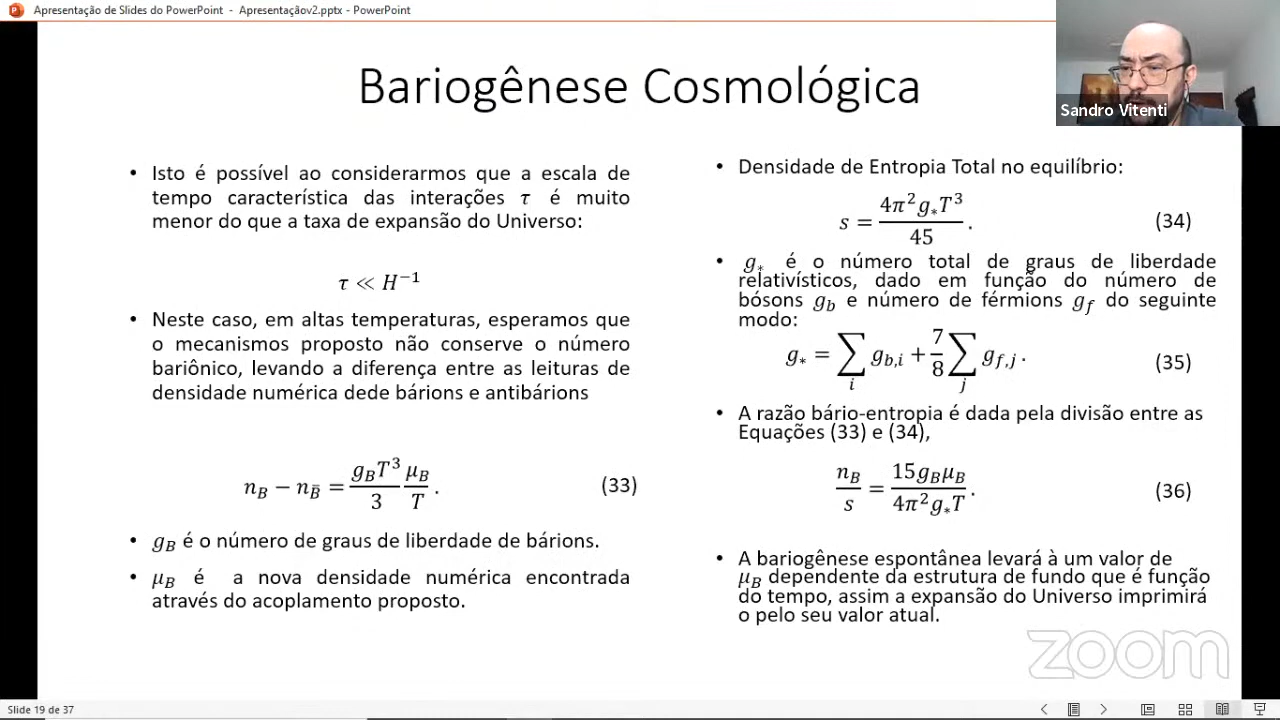 Apresentação de Slides do PowerPoint - Apresentaçãov2.pptx - PowerPoint
Sandro Vitenti
Bariogênese Cosmológica
• Isto é possível ao considerarmos que a escala de
tempo característica das interações τ é muito
menor do que a taxa de expansão do Universo:
τ ≪ H⁻¹
• Neste caso, em altas temperaturas, esperamos que
o mecanismos proposto não conserve o número
bariônico, levando a diferença entre as leituras de
densidade numérica dede bárions e antibárions
n_B − n_B̄ = (g_B T³ / 3) (μ_B / T) . (33)
• g_B é o número de graus de liberdade de bárions.
• μ_B é a nova densidade numérica encontrada
através do acoplamento proposto.
• Densidade de Entropia Total no equilíbrio:
s = 4π² g_* T³ / 45 . (34)
• g_* é o número total de graus de liberdade
relativísticos, dado em função do número de
bósons g_b e número de férmions g_f do seguinte
modo:
g_* = ∑_i g_{b,i} + 7/8 ∑_j g_{f,j} . (35)
• A razão bário-entropia é dada pela divisão entre as
Equações (33) e (34),
n_B / s = 15 g_B μ_B / 4π² g_* T . (36)
• A bariogênese espontânea levará à um valor de
μ_B dependente da estrutura de fundo que é função
do tempo, assim a expansão do Universo imprimirá
o pelo seu valor atual.
zoom
Slide 19 de 37